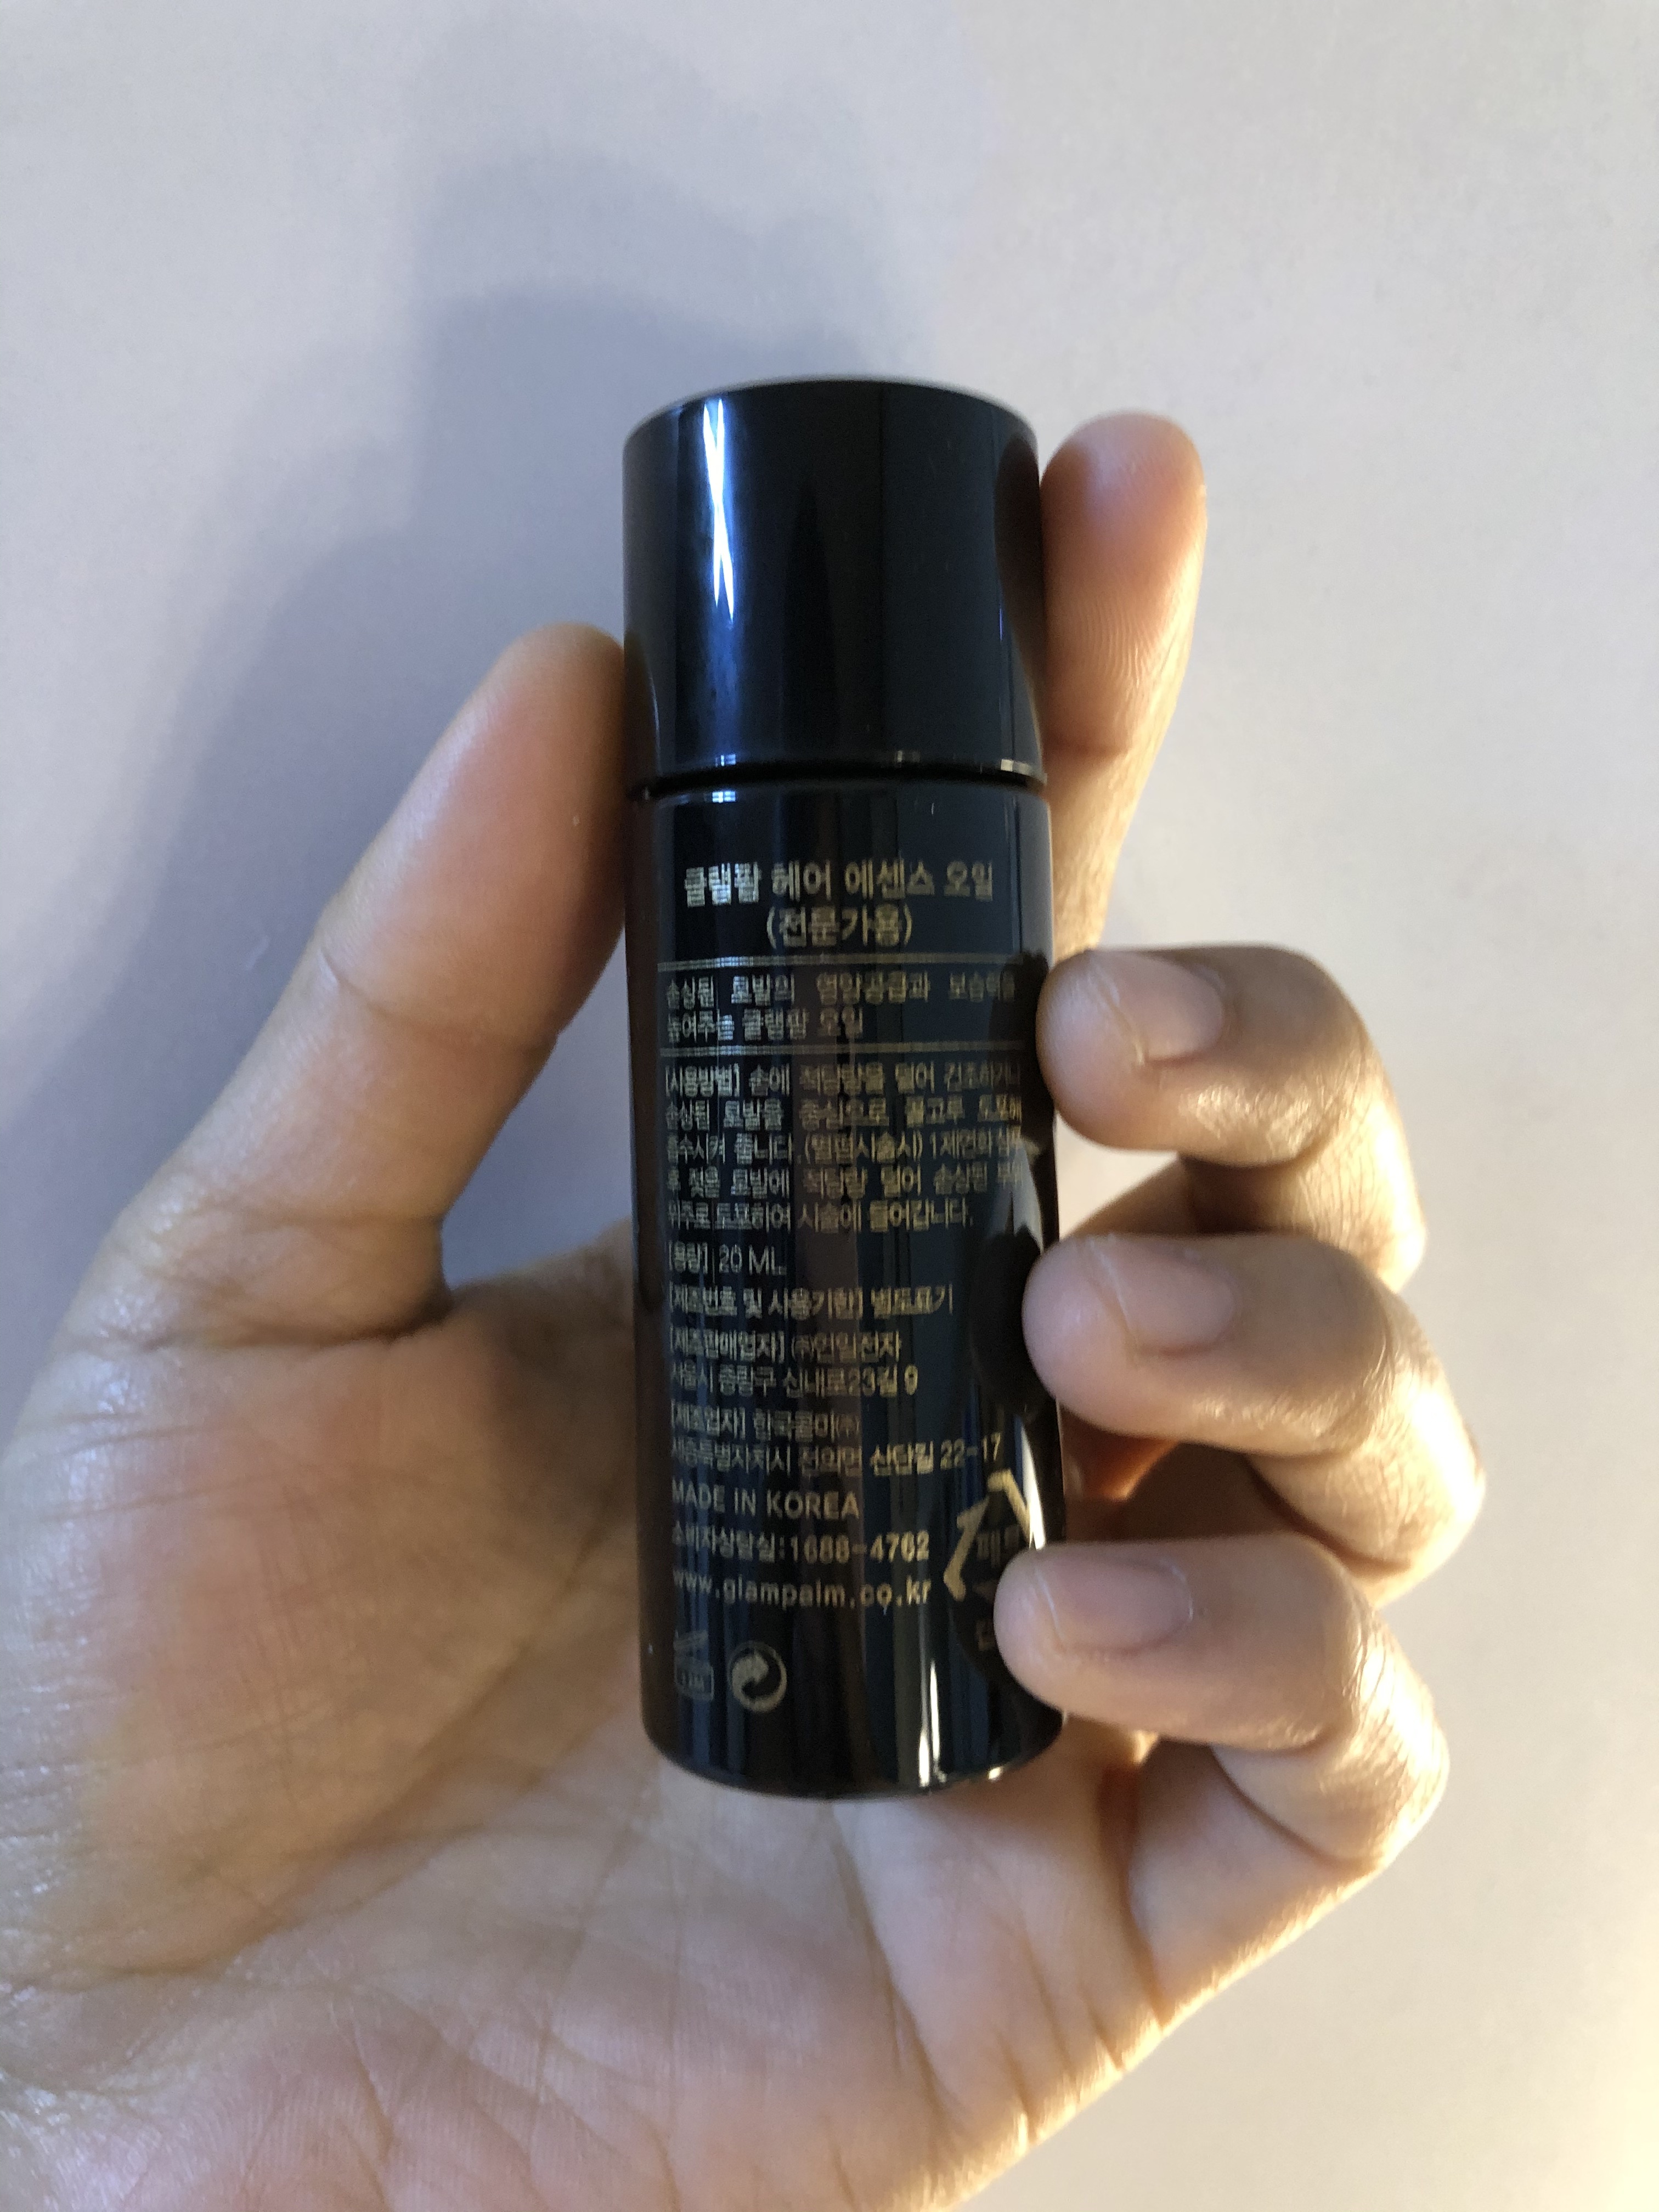 글램팜 헤어 에센스 오일
(전문가용)
손상된 모발의 영양공급과 보습력을
높여주는 글램팜 오일
[사용방법] 손에 적당량을 덜어 건조하거나
손상된 모발을 중심으로 골고루 도포해
흡수시켜 줍니다. (열펌시술시) 1제연화
후 젖은 모발에 적당량 덜어 손상된
위주로 도포하여 시술에 들어갑니다.
[용량] 20 ML
[제조번호 및 사용기한] 별도표기
[제조판매업자] ㈜언일전자
서울시 중랑구 신내로23길 9
[제조업자] 한국콜마㈜
세종특별자치시 전의면 산단길 22-17
MADE IN KOREA
소비자상담실:1688-4762
www.glampalm.co.kr
12M